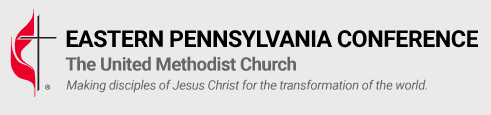 EASTERN PENNSYLVANIA CONFERENCE
The United Methodist Church
®
Making disciples of Jesus Christ for the transformation of the world.